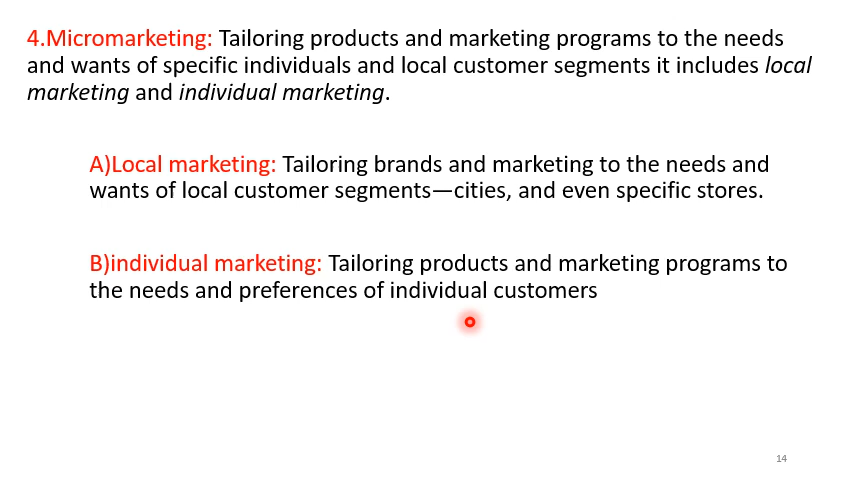 4.Micromarketing: Tailoring products and marketing programs to the needs
and wants of specific individuals and local customer segments it includes local
marketing and individual marketing.
A)Local marketing: Tailoring brands and marketing to the needs and
wants of local customer segments—cities, and even specific stores.
B)individual marketing: Tailoring products and marketing programs to
the needs and preferences of individual customers
14